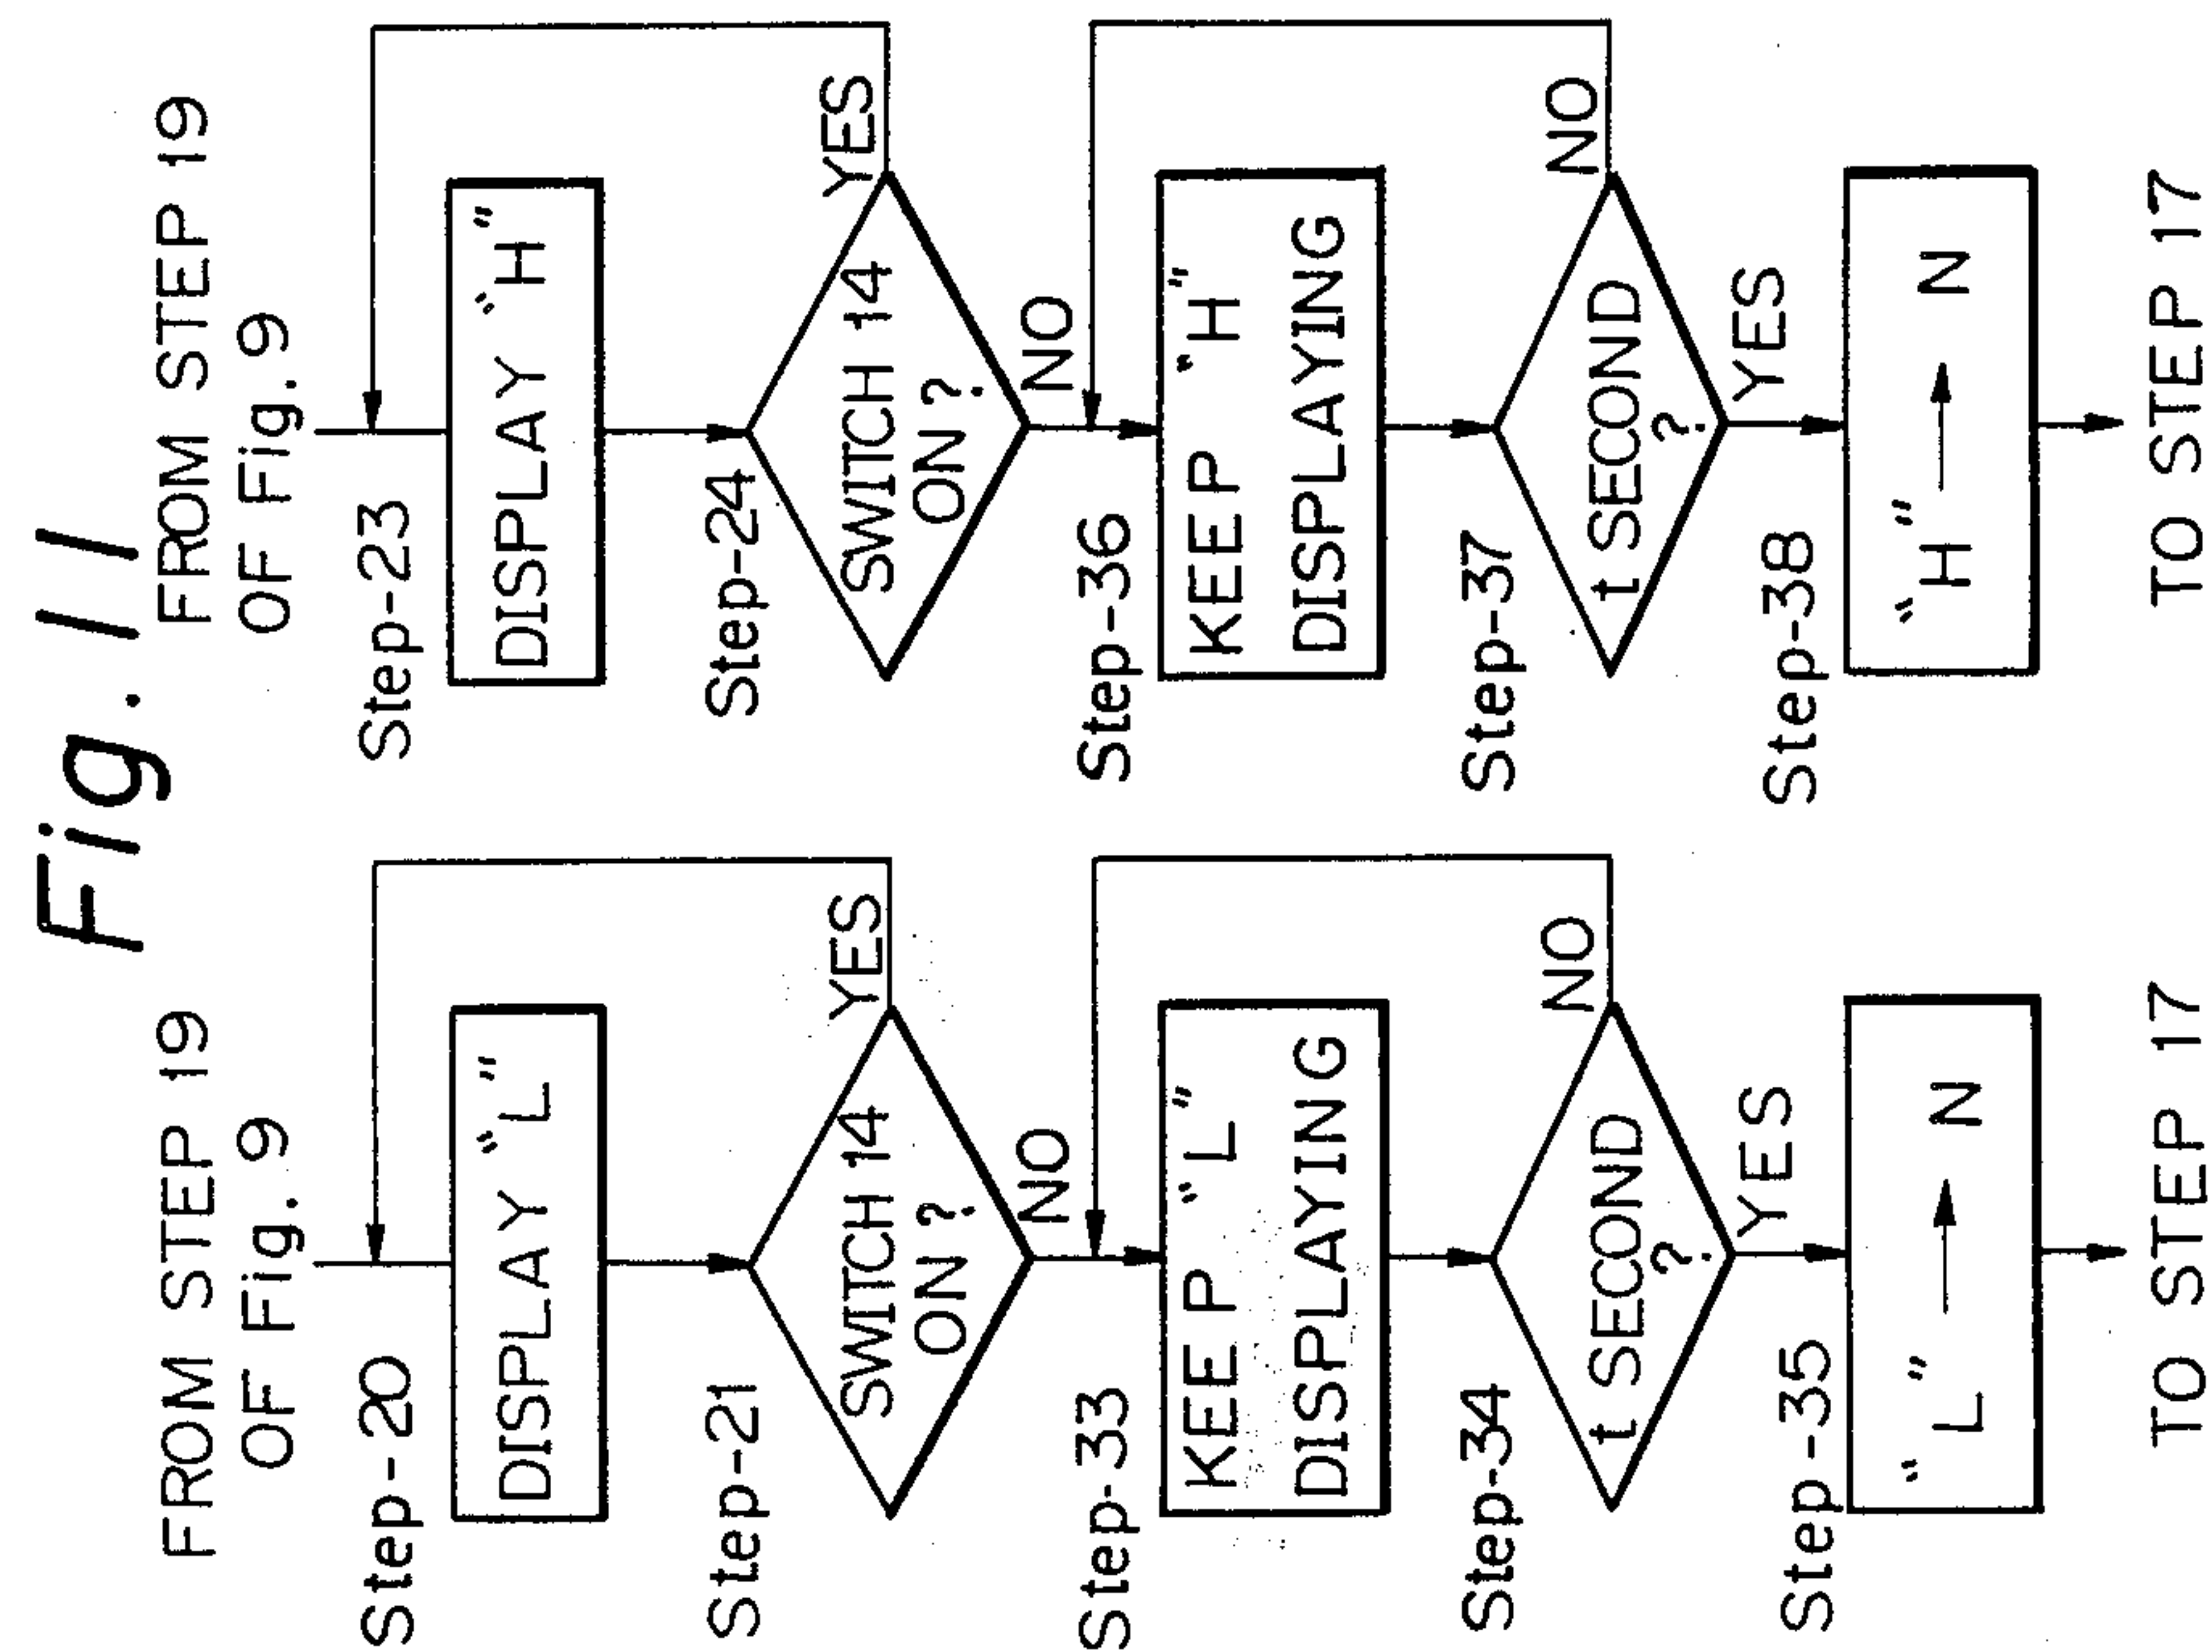 Fig. 11
FROM STEP 19
OF Fig. 9
Step-20
DISPLAY "L"
Step-21
SWITCH 14
ON?
YES
NO
Step-33
KEEP "L"
DISPLAYING
Step-34
t SECOND
?
NO
YES
Step-35
"L" → N
TO STEP 17
FROM STEP 19
OF Fig. 9
Step-23
DISPLAY "H"
Step-24
SWITCH 14
ON?
YES
NO
Step-36
KEEP "H"
DISPLAYING
Step-37
t SECOND
?
NO
YES
Step-38
"H" → N
TO STEP 17